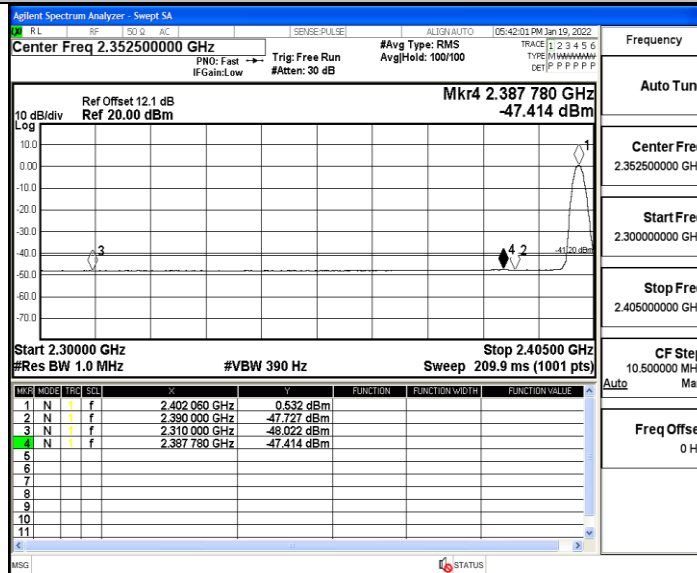 Agilent Spectrum Analyzer - Swept SA
RL RF 50 Ω AC SENSE:PULSE ALIGN AUTO 05:42:01 PM Jan 19, 2022
Center Freq 2.352500000 GHz
PNO: Fast
IFGain:Low
Trig: Free Run
#Atten: 30 dB
#Avg Type: RMS
Avg|Hold: 100/100
TRACE 1 2 3 4 5 6
TYPE MWWWWW
DET P P P P P P
Ref Offset 12.1 dB
10 dB/div Ref 20.00 dBm
Log
Mkr4 2.387 780 GHz
-47.414 dBm
10.0
0.00
-10.0
-20.0
-30.0
-40.0
-50.0
-60.0
-70.0
1
3
4 2
-41.20 dBm
Start 2.30000 GHz Stop 2.40500 GHz
#Res BW 1.0 MHz #VBW 390 Hz Sweep 209.9 ms (1001 pts)
MKR MODE TRC SCL X Y FUNCTION FUNCTION WIDTH FUNCTION VALUE
1 N 1 f 2.402 060 GHz 0.532 dBm
2 N 1 f 2.390 000 GHz -47.727 dBm
3 N 1 f 2.310 000 GHz -48.022 dBm
4 N 1 f 2.387 780 GHz -47.414 dBm
5
6
7
8
9
10
11
MSG STATUS
Frequency
Auto Tun
Center Fre
2.352500000 GH
Start Fre
2.300000000 GH
Stop Fre
2.405000000 GH
CF Step
10.500000 MH
Auto Ma
Freq Offse
0 H